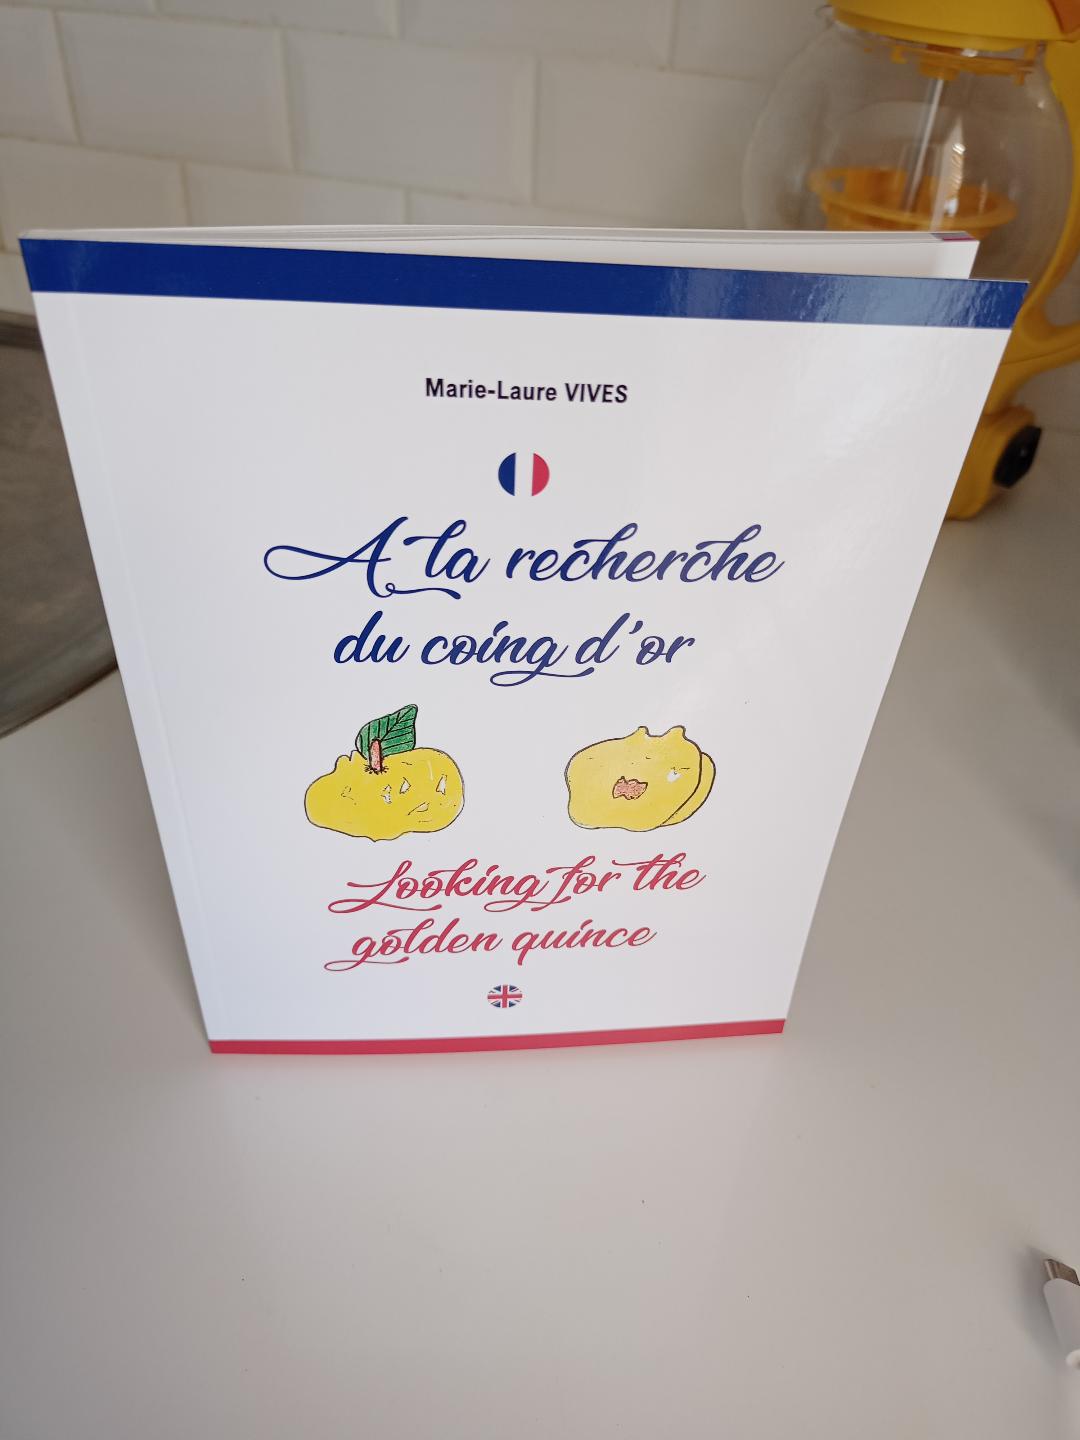 Marie-Laure VIVES
A la recherche
du coing d'or
Looking for the
golden quince